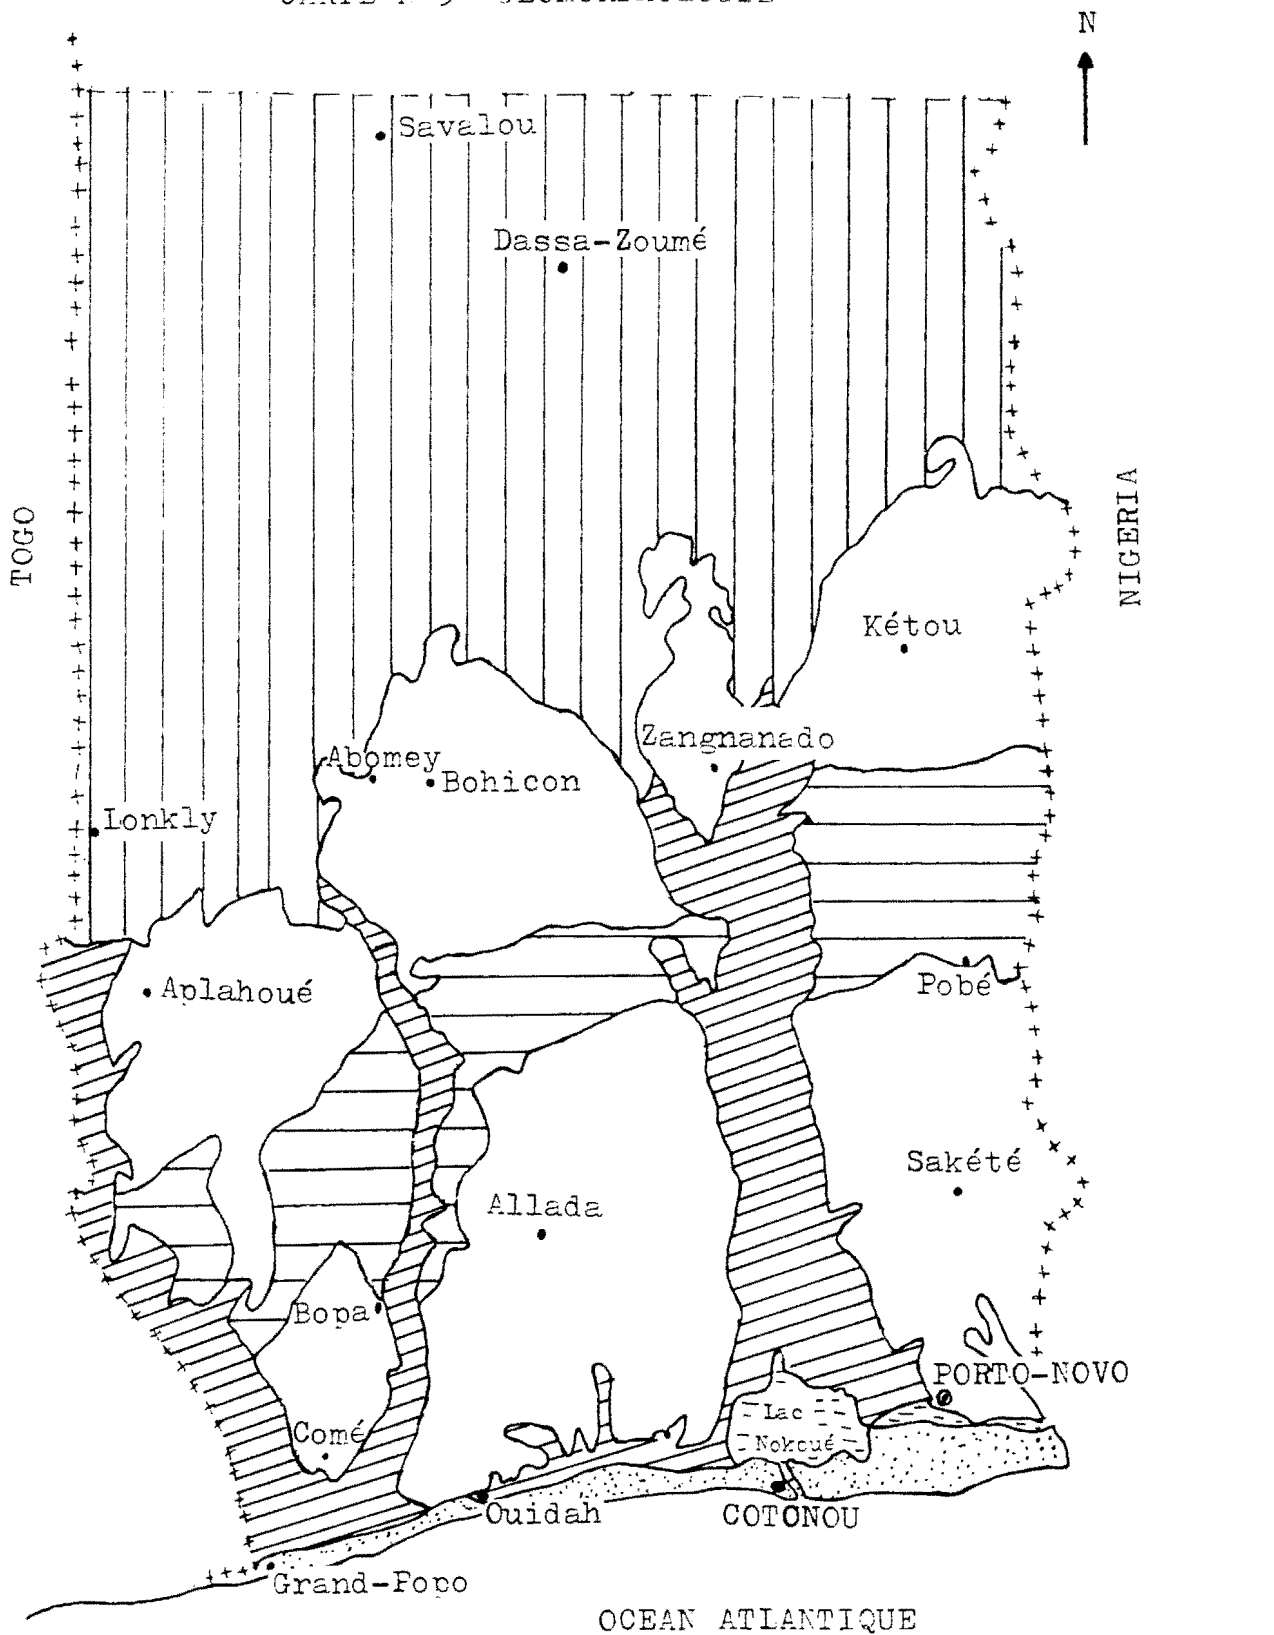 N
Savalou
Dassa-Zoumé
TOGO
NIGERIA
Kétou
Zangnanado
Abomey
Bohicon
Lonkly
Aplahoué
Pobé
Sakété
Allada
Bopa
PORTO-NOVO
Lac
Nokoué
Comé
Ouidah
COTONOU
Grand-Popo
OCEAN ATLANTIQUE